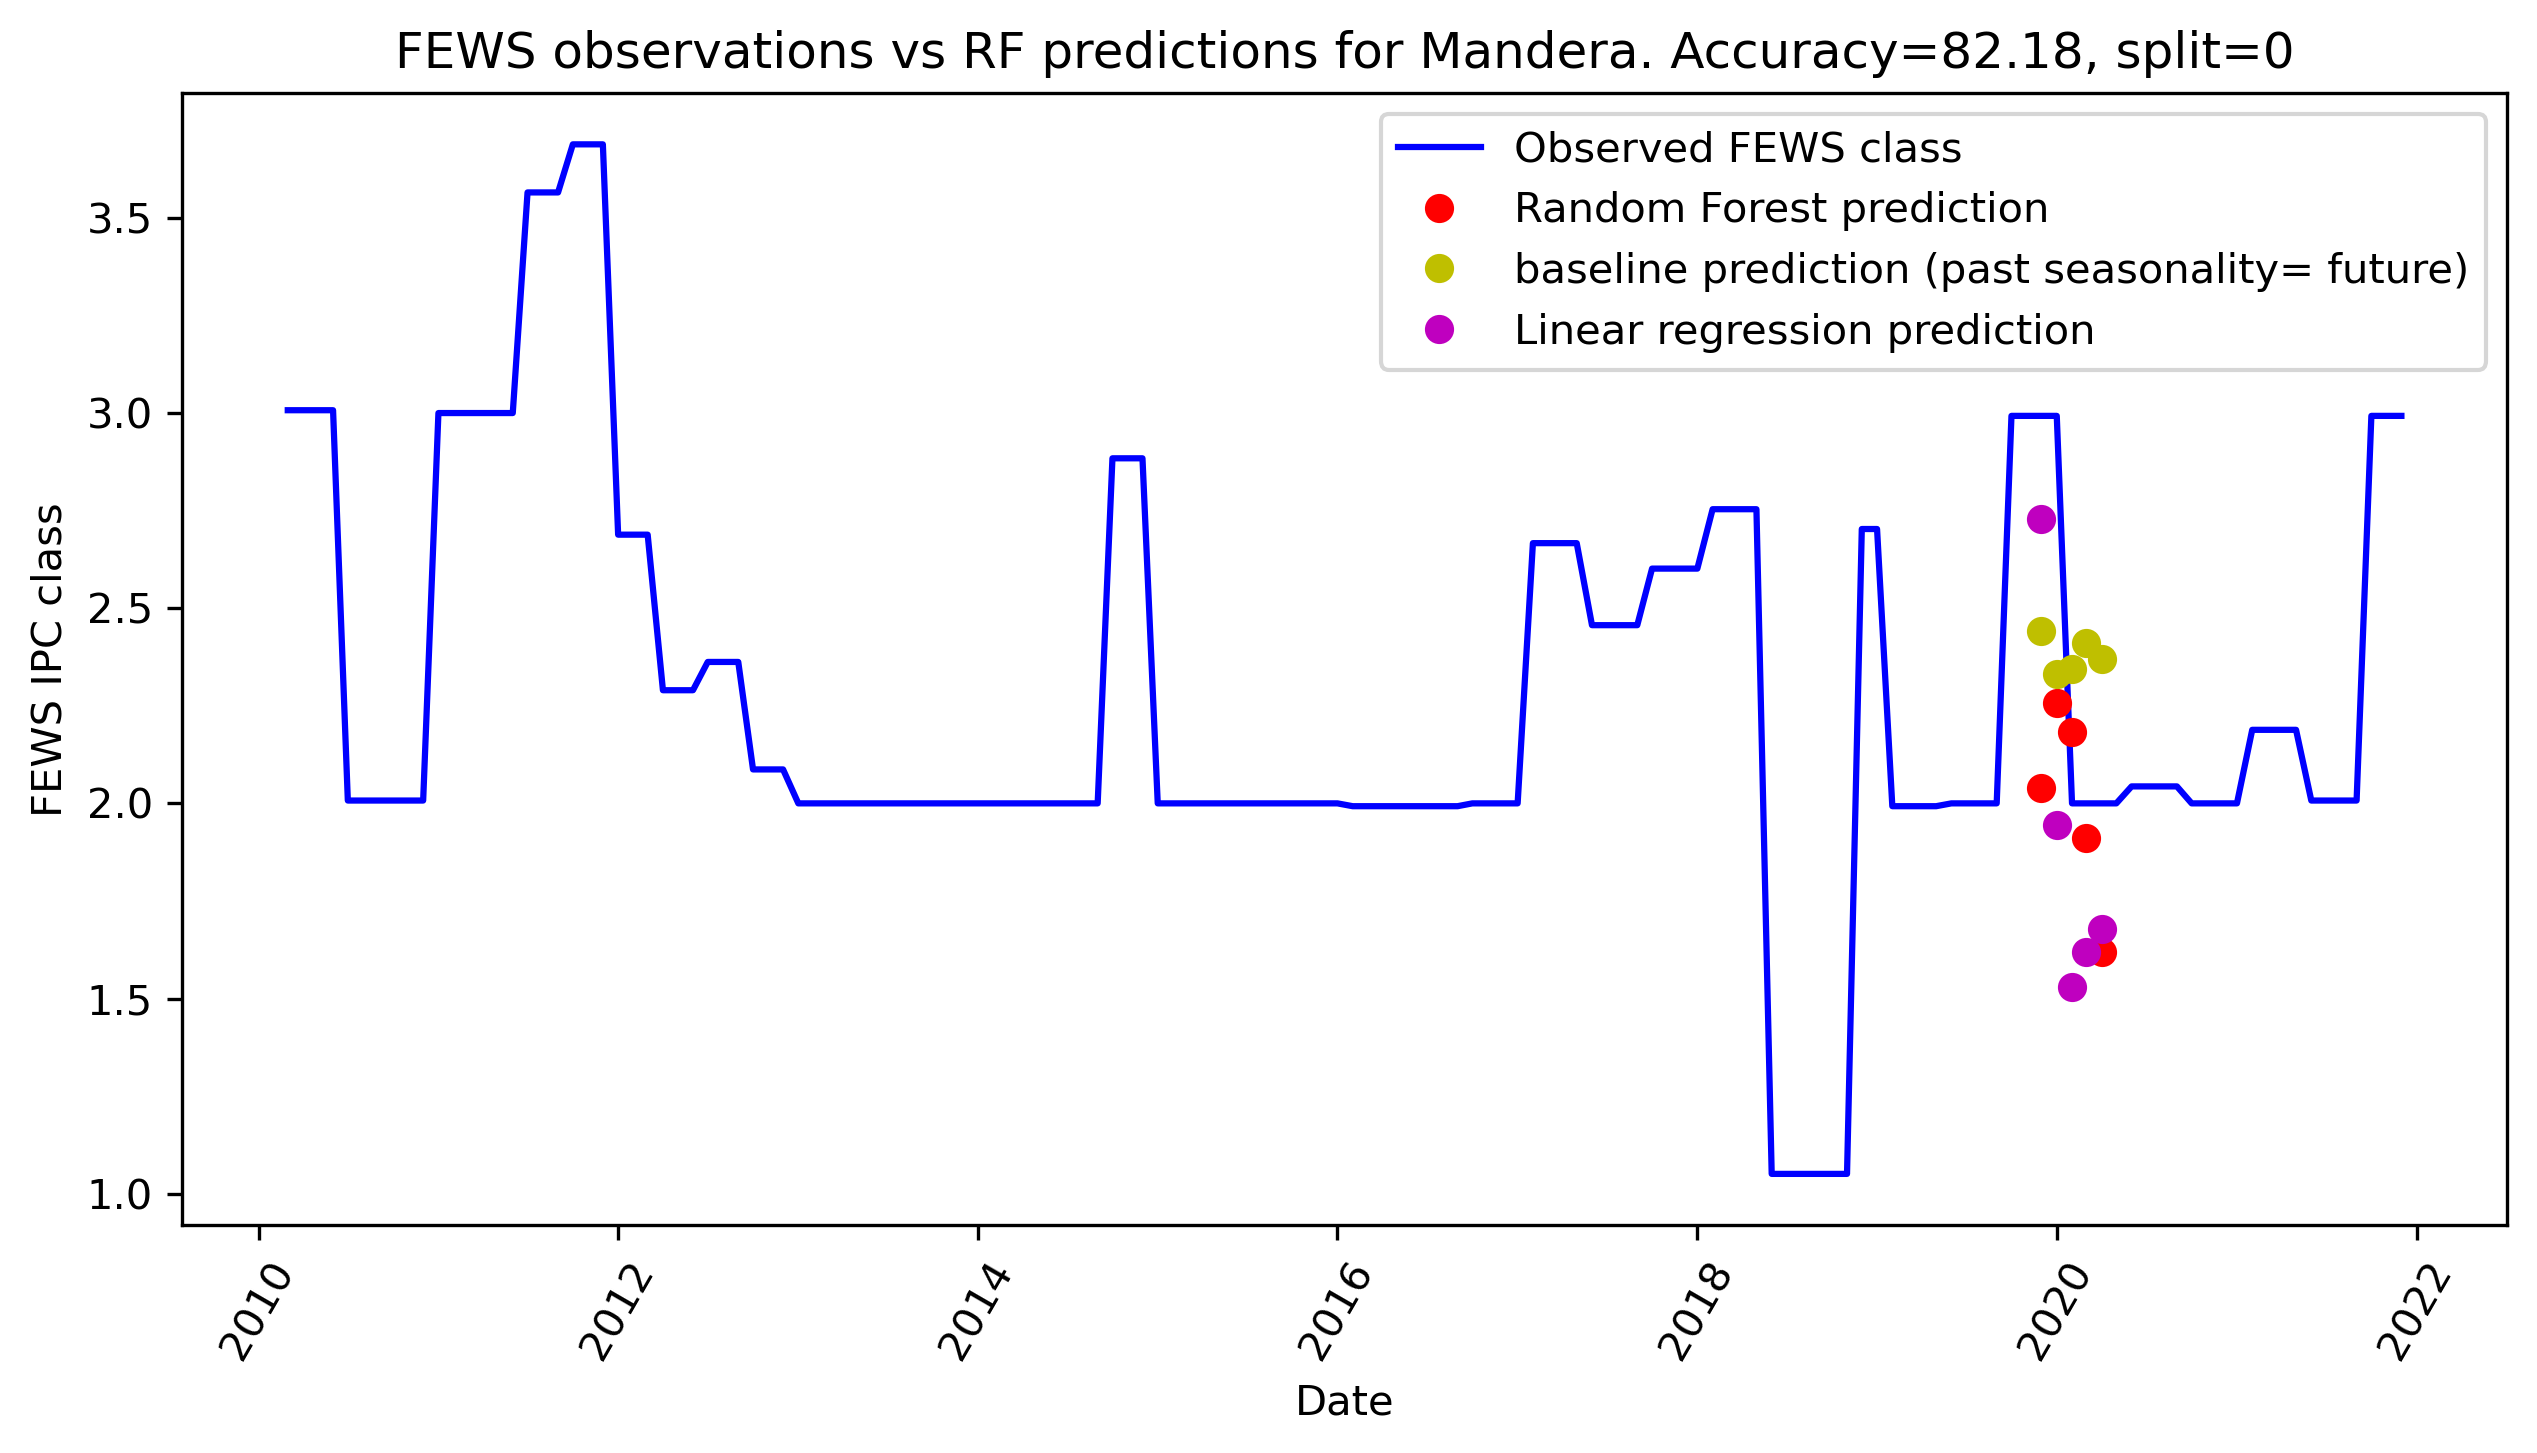 FEWS observations vs RF predictions for Mandera. Accuracy=82.18, split=0
Observed FEWS class
Random Forest prediction
baseline prediction (past seasonality= future)
Linear regression prediction
FEWS IPC class
3.5
3.0
2.5
2.0
1.5
1.0
2010
2012
2014
2016
2018
2020
2022
Date